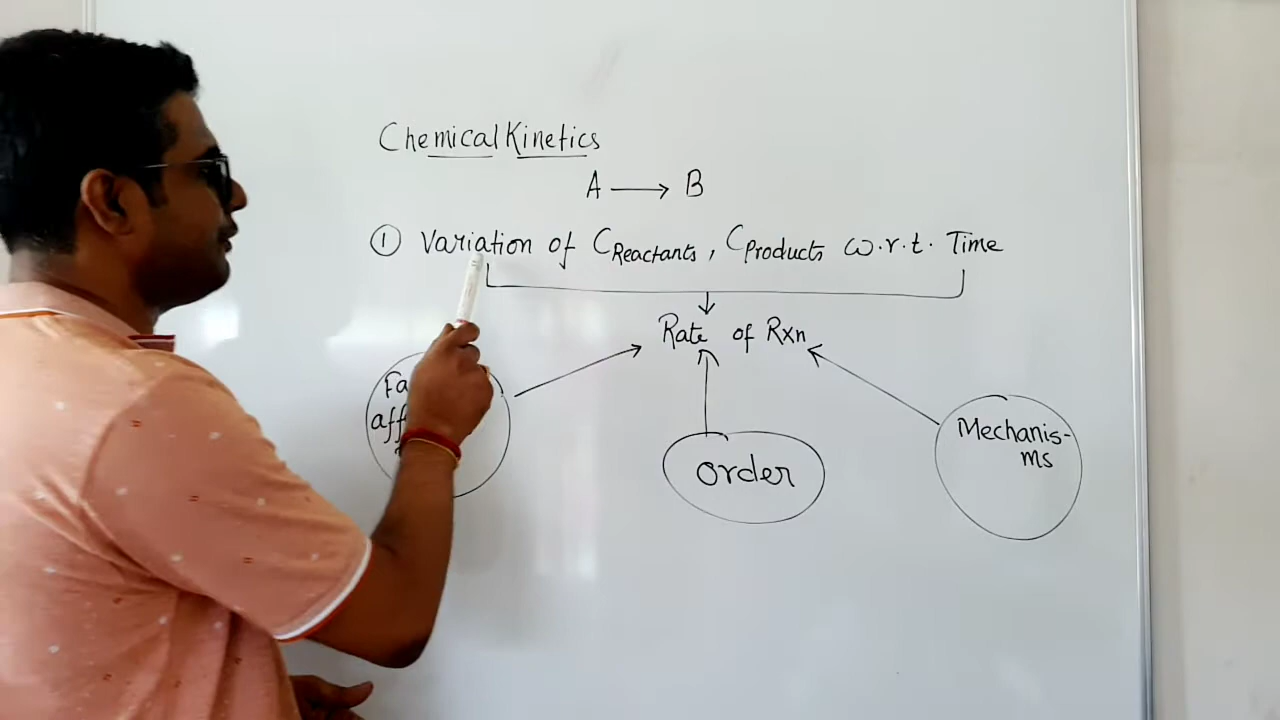 Chemical Kinetics
A ⟶ B
① Variation of C Reactants, C Products w.r.t. Time
Rate of Rxn
order
Mechanis-
ms